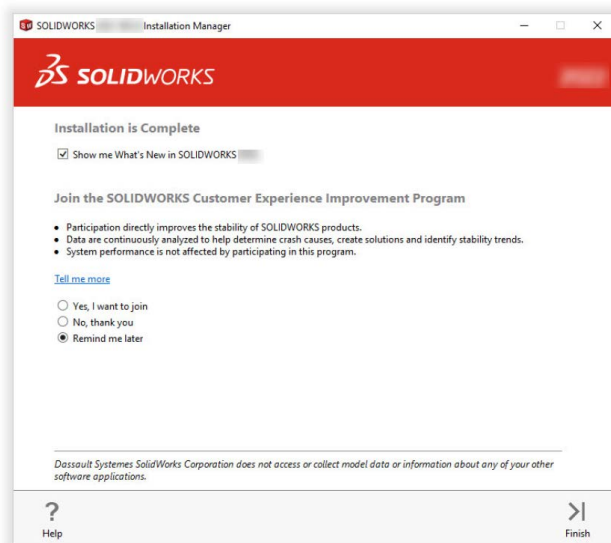 SOLIDWORKS Installation Manager
3S SOLIDWORKS
Installation is Complete
Show me What's New in SOLIDWORKS
Join the SOLIDWORKS Customer Experience Improvement Program
Participation directly improves the stability of SOLIDWORKS products.
Data are continuously analyzed to help determine crash causes, create solutions and identify stability trends.
System performance is not affected by participating in this program.
Tell me more
Yes, I want to join
No, thank you
Remind me later
Dassault Systemes SolidWorks Corporation does not access or collect model data or information about any of your other
software applications.
?
Help
Finish